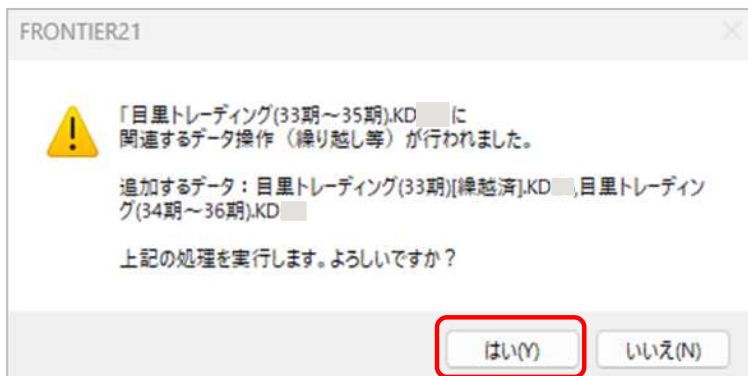 FRONTIER21
「目黒トレーディング(33期～35期).KD に
関連するデータ操作（繰り越し等）が行われました。
追加するデータ：目黒トレーディング(33期)[繰越済].KD ,目黒トレーディン
グ(34期～36期).KD
上記の処理を実行します。よろしいですか？
はい(Y)
いいえ(N)